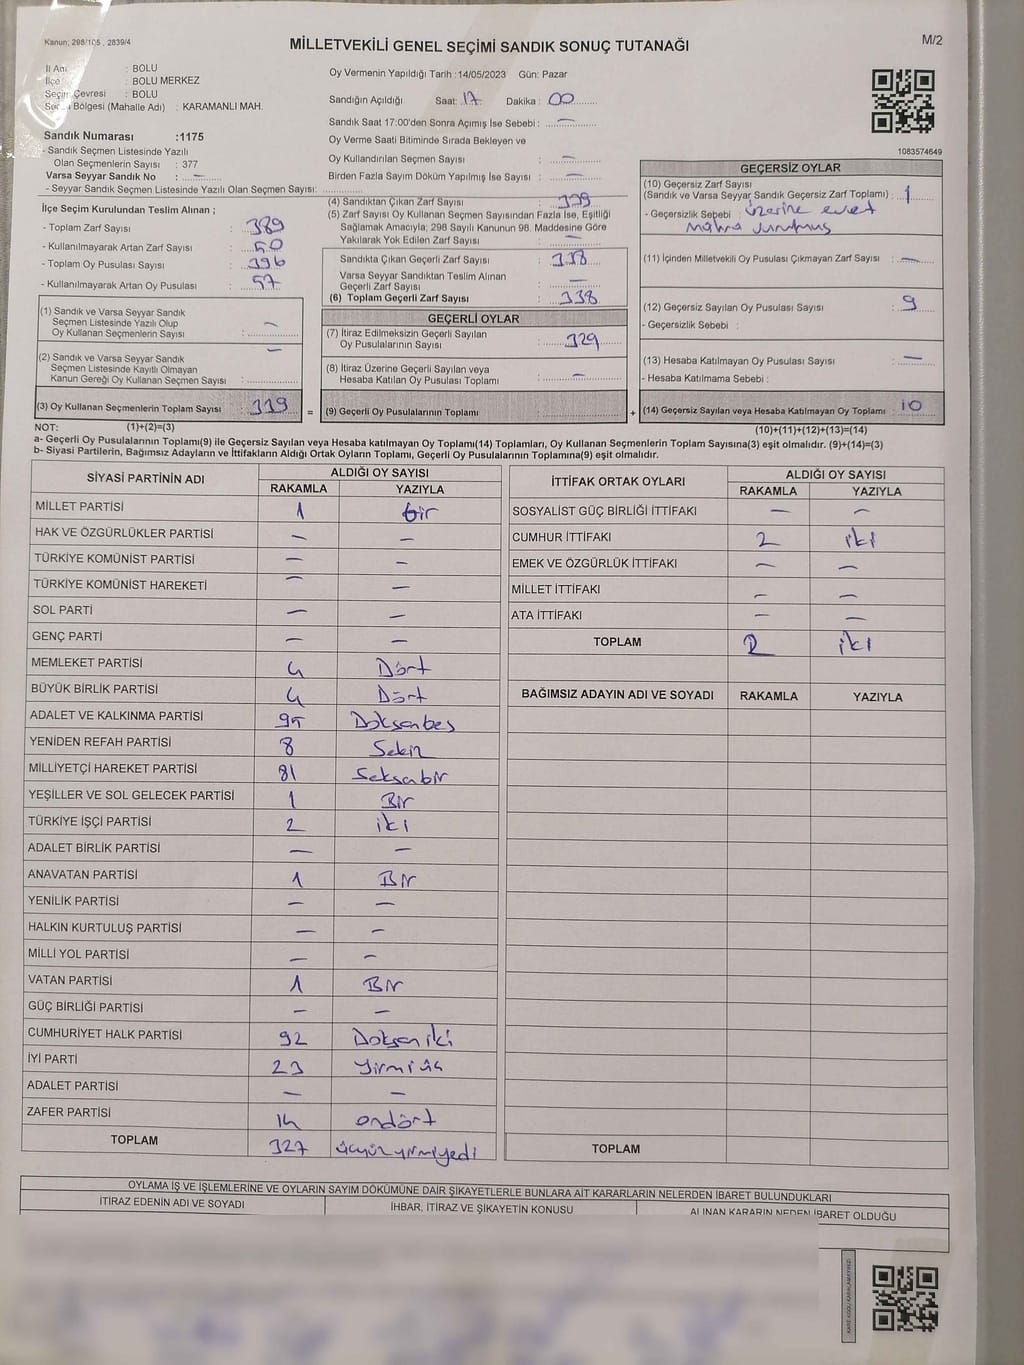 Kanun; 298/105 , 2839/4
MİLLETVEKİLİ GENEL SEÇİMİ SANDIK SONUÇ TUTANAĞI
M/2
İl Adı : BOLU
İlçe : BOLU MERKEZ
Seçim Çevresi : BOLU
Seçim Bölgesi (Mahalle Adı) : KARAMANLI MAH.
Sandık Numarası :1175
- Sandık Seçmen Listesinde Yazılı
Olan Seçmenlerin Sayısı : 377
Varsa Seyyar Sandık No : —
- Seyyar Sandık Seçmen Listesinde Yazılı Olan Seçmen Sayısı:
Oy Vermenin Yapıldığı Tarih :14/05/2023 Gün: Pazar
Sandığın Açıldığı Saat: 17 Dakika : 00
Sandık Saat 17:00'den Sonra Açımış İse Sebebi : —
Oy Verme Saati Bitiminde Sırada Bekleyen ve
Oy Kullandırılan Seçmen Sayısı : —
Birden Fazla Sayım Döküm Yapılmış İse Sayısı : —
1083574649
İlçe Seçim Kurulundan Teslim Alınan ;
- Toplam Zarf Sayısı : 389
- Kullanılmayarak Artan Zarf Sayısı : 50
- Toplam Oy Pusulası Sayısı : 396
- Kullanılmayarak Artan Oy Pusulası : 57
(1) Sandık ve Varsa Seyyar Sandık
Seçmen Listesinde Yazılı Olup
Oy Kullanan Seçmenlerin Sayısı : —
(2) Sandık ve Varsa Seyyar Sandık
Seçmen Listesinde Kayıtlı Olmayan
Kanun Gereği Oy Kullanan Seçmen Sayısı : —
(3) Oy Kullanan Seçmenlerin Toplam Sayısı : 339
(4) Sandıktan Çıkan Zarf Sayısı : 339
(5) Zarf Sayısı Oy Kullanan Seçmen Sayısından Fazla İse, Eşitliği
Sağlamak Amacıyla; 298 Sayılı Kanunun 98. Maddesine Göre
Yakılarak Yok Edilen Zarf Sayısı : —
Sandıkta Çıkan Geçerli Zarf Sayısı : 338
Varsa Seyyar Sandıktan Teslim Alınan
Geçerli Zarf Sayısı : —
(6) Toplam Geçerli Zarf Sayısı : 338
GEÇERLİ OYLAR
(7) İtiraz Edilmeksizin Geçerli Sayılan
Oy Pusulalarının Sayısı : 329
(8) İtiraz Üzerine Geçerli Sayılan veya
Hesaba Katılan Oy Pusulası Toplamı : —
= (9) Geçerli Oy Pusulalarının Toplamı :
GEÇERSİZ OYLAR
(10) Geçersiz Zarf Sayısı
(Sandık ve Varsa Seyyar Sandık Geçersiz Zarf Toplamı) : 1
- Geçersizlik Sebebi : üzerine evet
mührü vurulmuş
(11) İçinden Milletvekili Oy Pusulası Çıkmayan Zarf Sayısı : —
(12) Geçersiz Sayılan Oy Pusulası Sayısı : 9
- Geçersizlik Sebebi :
(13) Hesaba Katılmayan Oy Pusulası Sayısı : —
- Hesaba Katılmama Sebebi :
+ (14) Geçersiz Sayılan veya Hesaba Katılmayan Oy Toplamı : 10
NOT: (1)+(2)=(3) (10)+(11)+(12)+(13)=(14)
a- Geçerli Oy Pusulalarının Toplamı(9) ile Geçersiz Sayılan veya Hesaba katılmayan Oy Toplamı(14) Toplamları, Oy Kullanan Seçmenlerin Toplam Sayısına(3) eşit olmalıdır. (9)+(14)=(3)
b- Siyasi Partilerin, Bağımsız Adayların ve İttifakların Aldığı Ortak Oyların Toplamı, Geçerli Oy Pusulalarının Toplamına(9) eşit olmalıdır.
SİYASİ PARTİNİN ADI ALDIĞI OY SAYISI
RAKAMLA YAZIYLA
MİLLET PARTİSİ 1 bir
HAK VE ÖZGÜRLÜKLER PARTİSİ — —
TÜRKİYE KOMÜNİST PARTİSİ — —
TÜRKİYE KOMÜNİST HAREKETİ — —
SOL PARTİ — —
GENÇ PARTİ — —
MEMLEKET PARTİSİ 4 Dört
BÜYÜK BİRLİK PARTİSİ 4 Dört
ADALET VE KALKINMA PARTİSİ 95 Doksanbeş
YENİDEN REFAH PARTİSİ 8 Sekiz
MİLLİYETÇİ HAREKET PARTİSİ 81 Seksabir
YEŞİLLER VE SOL GELECEK PARTİSİ 1 Bir
TÜRKİYE İŞÇİ PARTİSİ 2 iki
ADALET BİRLİK PARTİSİ — —
ANAVATAN PARTİSİ 1 Bir
YENİLİK PARTİSİ — —
HALKIN KURTULUŞ PARTİSİ — —
MİLLİ YOL PARTİSİ — —
VATAN PARTİSİ 1 Bir
GÜÇ BİRLİĞİ PARTİSİ — —
CUMHURİYET HALK PARTİSİ 92 Doksan iki
İYİ PARTİ 23 Yirmi üç
ADALET PARTİSİ — —
ZAFER PARTİSİ 14 ondört
TOPLAM 327 üçyüzyirmiyedi
İTTİFAK ORTAK OYLARI ALDIĞI OY SAYISI
RAKAMLA YAZIYLA
SOSYALİST GÜÇ BİRLİĞİ İTTİFAKI — —
CUMHUR İTTİFAKI 2 iki
EMEK VE ÖZGÜRLÜK İTTİFAKI — —
MİLLET İTTİFAKI — —
ATA İTTİFAKI — —
TOPLAM 2 iki
BAĞIMSIZ ADAYIN ADI VE SOYADI RAKAMLA YAZIYLA
TOPLAM
OYLAMA İŞ VE İŞLEMLERİNE VE OYLARIN SAYIM DÖKÜMÜNE DAİR ŞİKAYETLERLE BUNLARA AİT KARARLARIN NELERDEN İBARET BULUNDUKLARI
İTİRAZ EDENİN ADI VE SOYADI İHBAR, İTİRAZ VE ŞİKAYETİN KONUSU ALINAN KARARIN NEDEN İBARET OLDUĞU